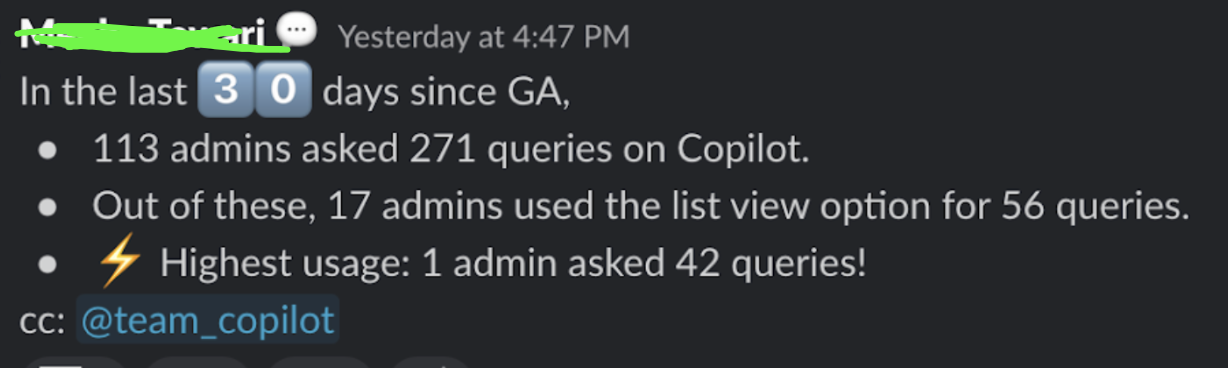 Yesterday at 4:47 PM
In the last 3 0 days since GA,
• 113 admins asked 271 queries on Copilot.
• Out of these, 17 admins used the list view option for 56 queries.
• ⚡ Highest usage: 1 admin asked 42 queries!
cc: @team_copilot